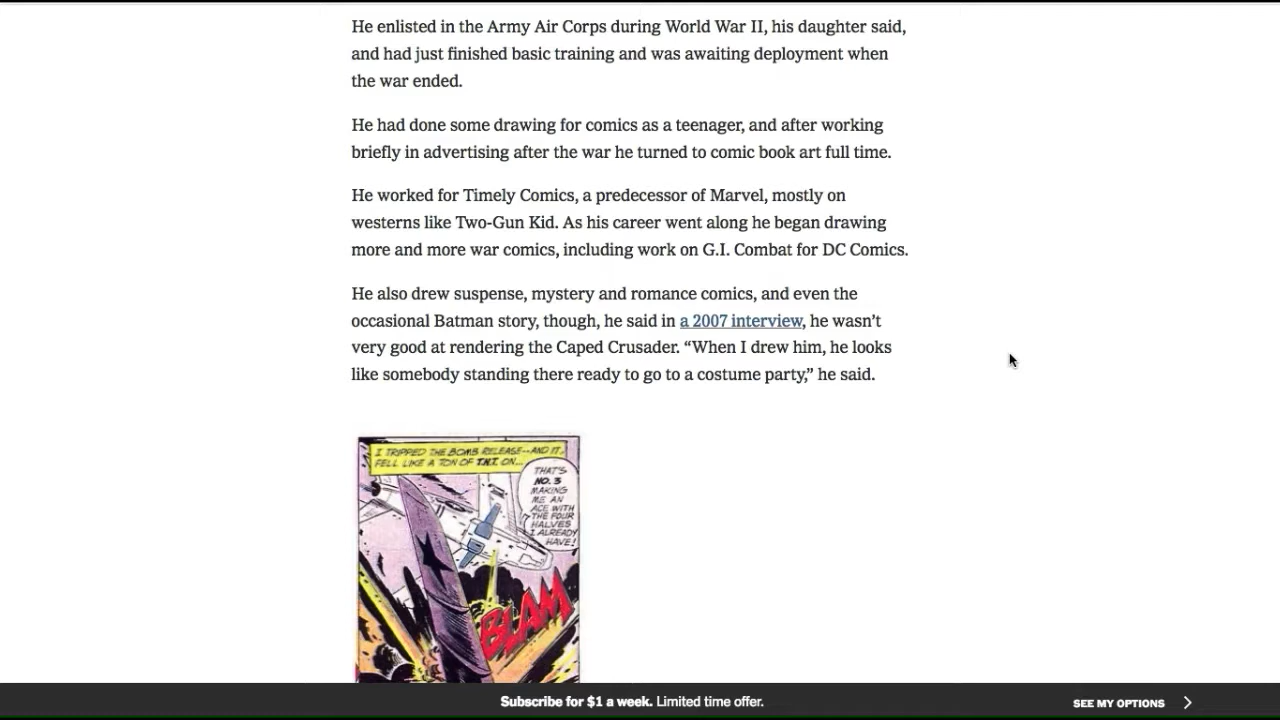 He enlisted in the Army Air Corps during World War II, his daughter said,
and had just finished basic training and was awaiting deployment when
the war ended.
He had done some drawing for comics as a teenager, and after working
briefly in advertising after the war he turned to comic book art full time.
He worked for Timely Comics, a predecessor of Marvel, mostly on
westerns like Two-Gun Kid. As his career went along he began drawing
more and more war comics, including work on G.I. Combat for DC Comics.
He also drew suspense, mystery and romance comics, and even the
occasional Batman story, though, he said in a 2007 interview, he wasn’t
very good at rendering the Caped Crusader. “When I drew him, he looks
like somebody standing there ready to go to a costume party,” he said.
I TRIPPED THE BOMB RELEASE--AND IT
FELL LIKE A TON OF T.N.T. ON...
THAT'S
NO. 3
MAKING
ME AN
ACE WITH
THE FOUR
HALVES
I ALREADY
HAVE!
BLAM
Subscribe for $1 a week. Limited time offer.
SEE MY OPTIONS